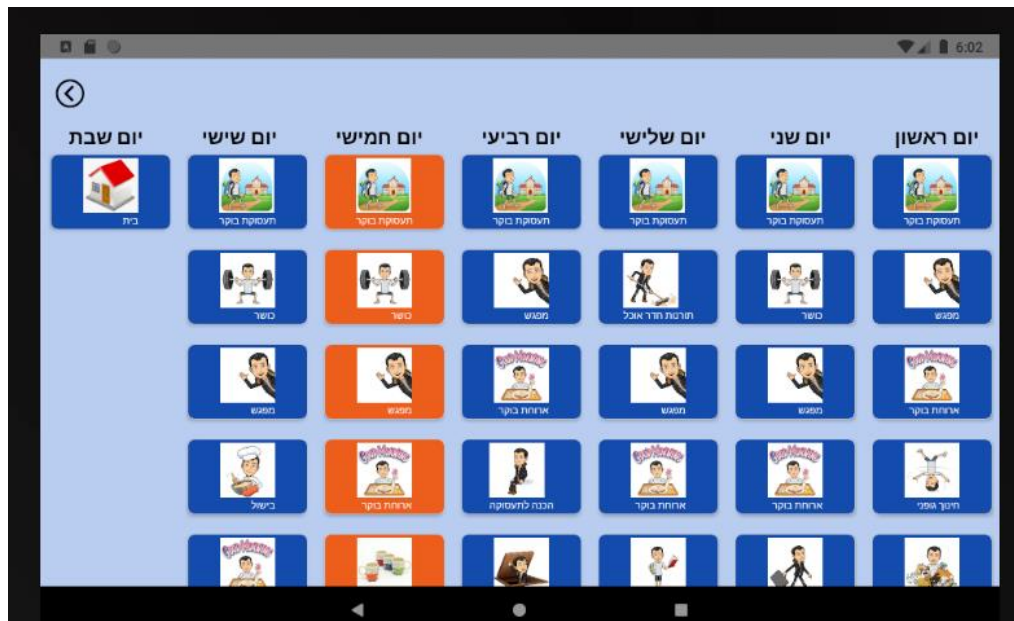 6:02
יום ראשון יום שני יום שלישי יום רביעי יום חמישי יום שישי יום שבת
תעסוקת בוקר תעסוקת בוקר תעסוקת בוקר תעסוקת בוקר תעסוקת בוקר תעסוקת בוקר בית
מפגש כושר תורנות חדר אוכל מפגש כושר כושר
ארוחת בוקר מפגש מפגש ארוחת בוקר מפגש מפגש
חינוך גופני ארוחת בוקר ארוחת בוקר הכנה לתעסוקה ארוחת בוקר בישול